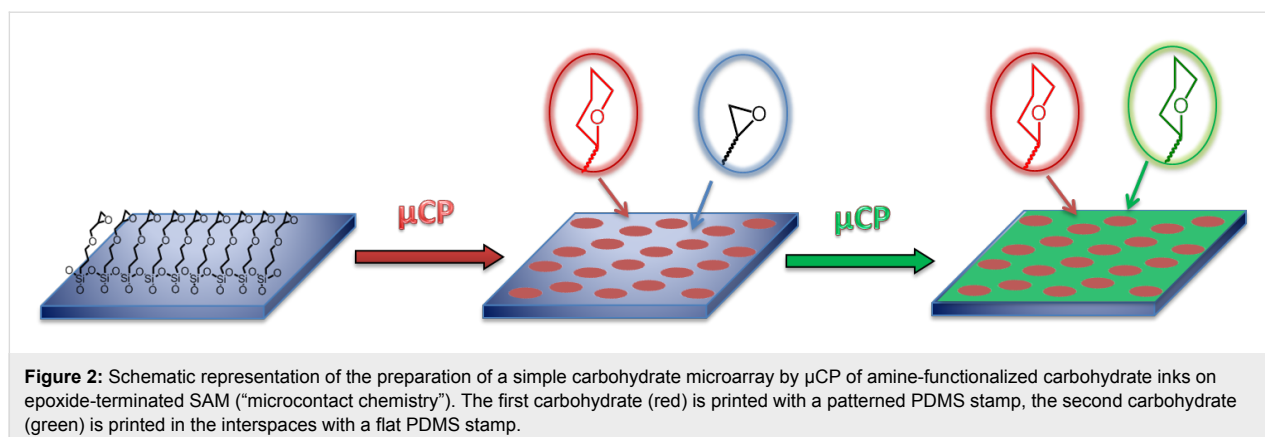 O
O
μCP
μCP
O
Figure 2: Schematic representation of the preparation of a simple carbohydrate microarray by μCP of amine-functionalized carbohydrate inks on
epoxide-terminated SAM (“microcontact chemistry”). The first carbohydrate (red) is printed with a patterned PDMS stamp, the second carbohydrate
(green) is printed in the interspaces with a flat PDMS stamp.